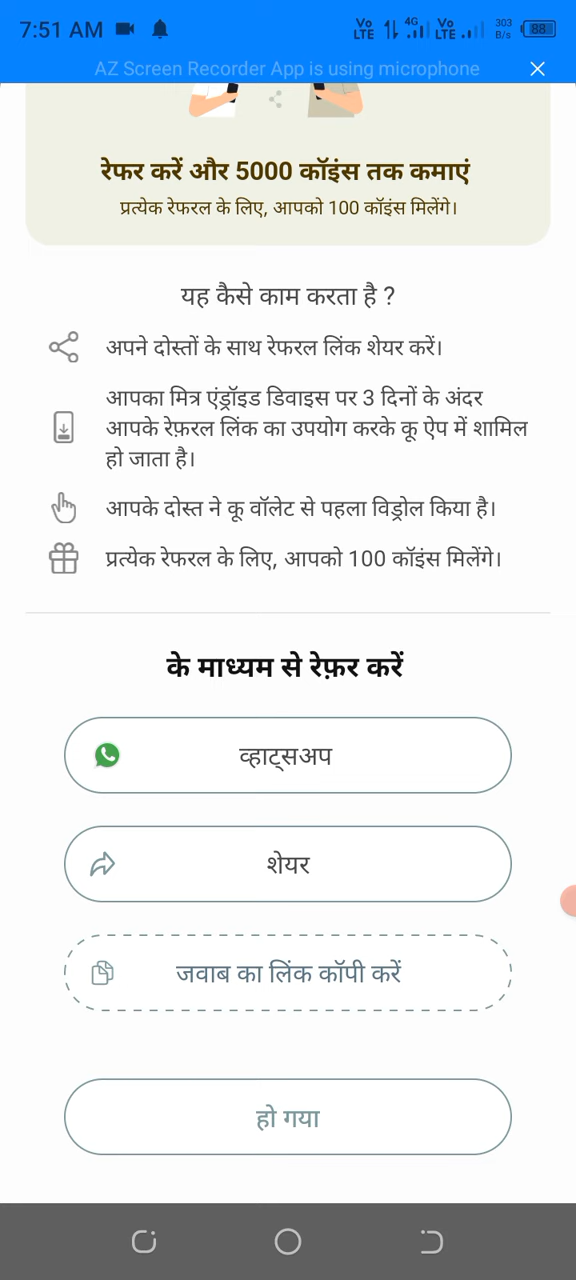 7:51 AM Vo LTE 4G Vo LTE 303 B/s 88
AZ Screen Recorder App is using microphone
रेफर करें और 5000 कॉइंस तक कमाएं
प्रत्येक रेफरल के लिए, आपको 100 कॉइंस मिलेंगे।
यह कैसे काम करता है ?
अपने दोस्तों के साथ रेफरल लिंक शेयर करें।
आपका मित्र एंड्रॉइड डिवाइस पर 3 दिनों के अंदर
आपके रेफ़रल लिंक का उपयोग करके कू ऐप में शामिल
हो जाता है।
आपके दोस्त ने कू वॉलेट से पहला विड्रोल किया है।
प्रत्येक रेफरल के लिए, आपको 100 कॉइंस मिलेंगे।
के माध्यम से रेफ़र करें
व्हाट्सअप
शेयर
जवाब का लिंक कॉपी करें
हो गया